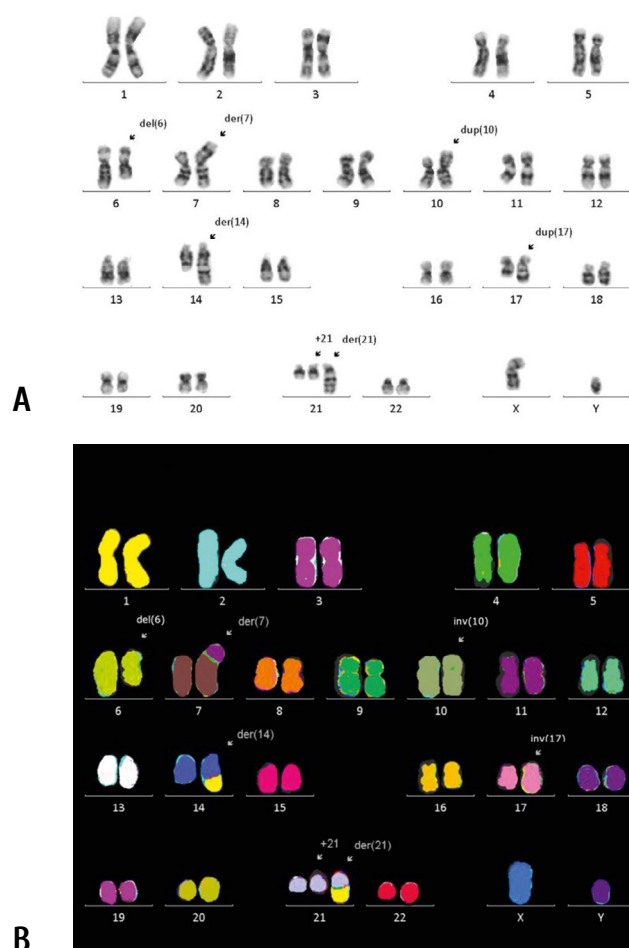 1 2 3 4 5
del(6) der(7) dup(10)
6 7 8 9 10 11 12
der(14) dup(17)
13 14 15 16 17 18
+21 der(21)
19 20 21 22 X Y
A
1 2 3 4 5
del(6) der(7) inv(10)
6 7 8 9 10 11 12
der(14) inv(17)
13 14 15 16 17 18
+21 der(21)
19 20 21 22 X Y
B